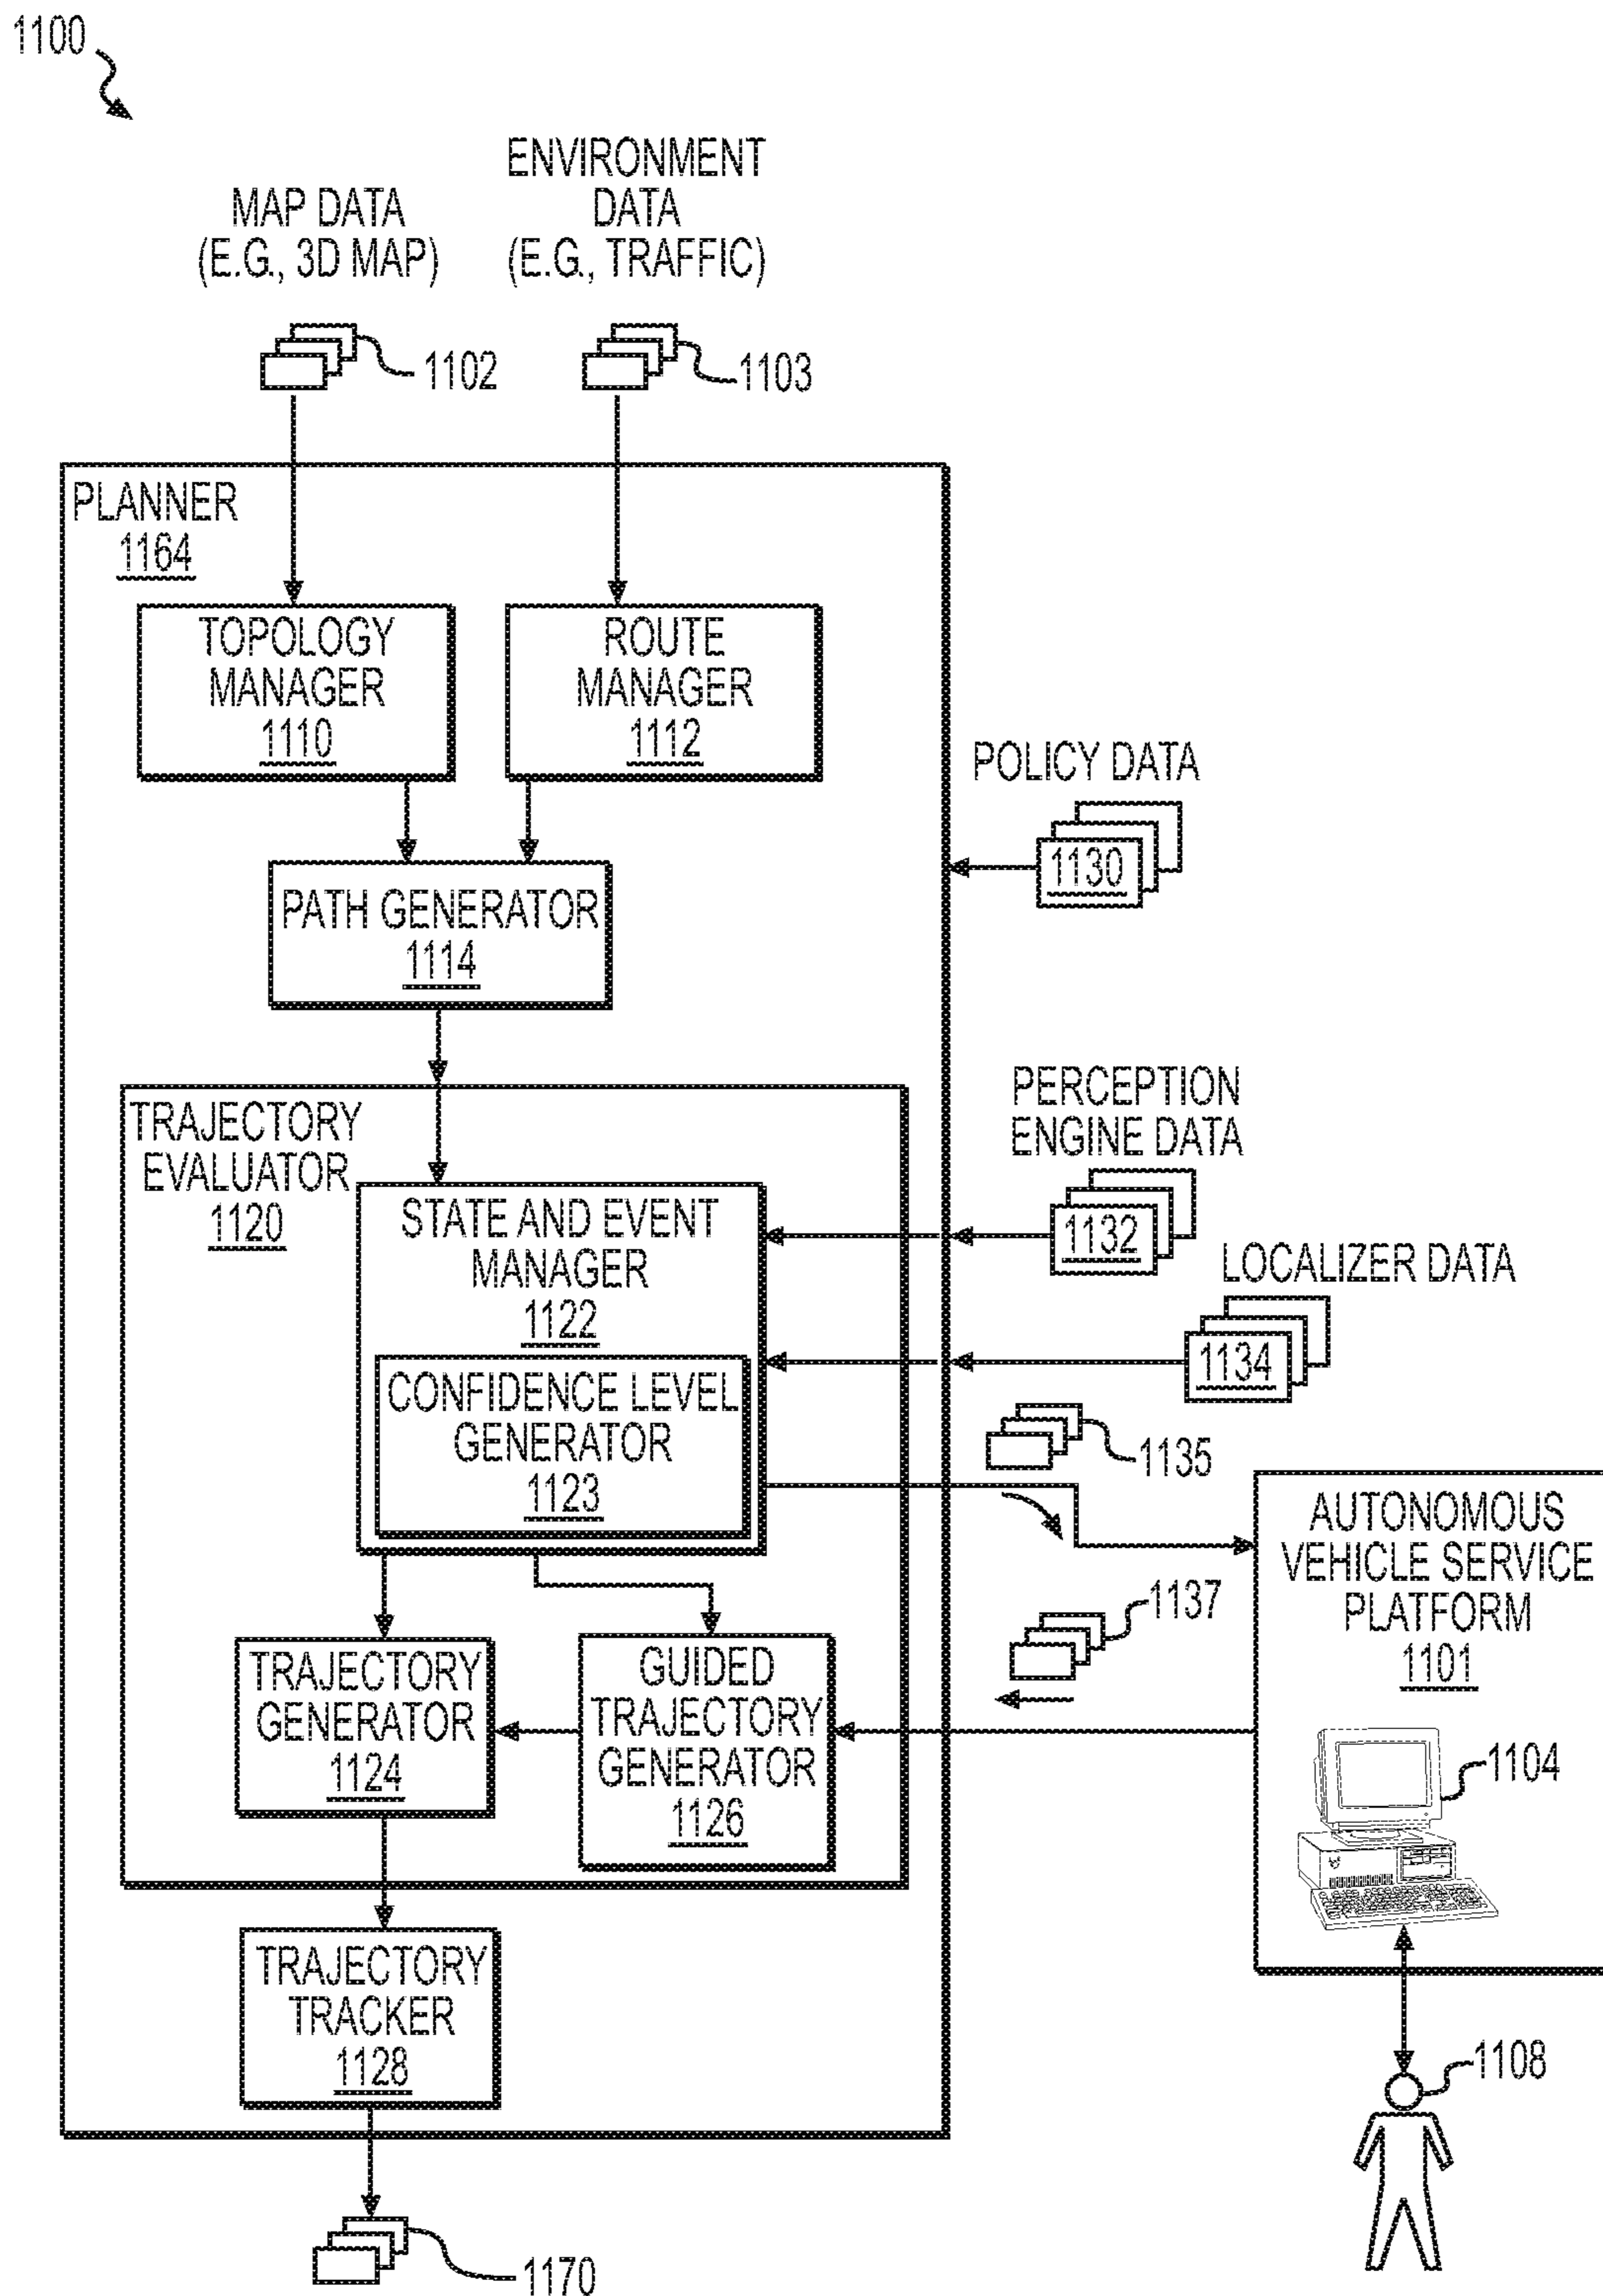 1100
MAP DATA
(E.G., 3D MAP)
ENVIRONMENT
DATA
(E.G., TRAFFIC)
1102
1103
PLANNER
1164
TOPOLOGY
MANAGER
1110
ROUTE
MANAGER
1112
POLICY DATA
1130
PATH GENERATOR
1114
TRAJECTORY
EVALUATOR
1120
STATE AND EVENT
MANAGER
1122
PERCEPTION
ENGINE DATA
1132
LOCALIZER DATA
1134
CONFIDENCE LEVEL
GENERATOR
1123
1135
AUTONOMOUS
VEHICLE SERVICE
PLATFORM
1101
1137
TRAJECTORY
GENERATOR
1124
GUIDED
TRAJECTORY
GENERATOR
1126
1104
TRAJECTORY
TRACKER
1128
1108
1170